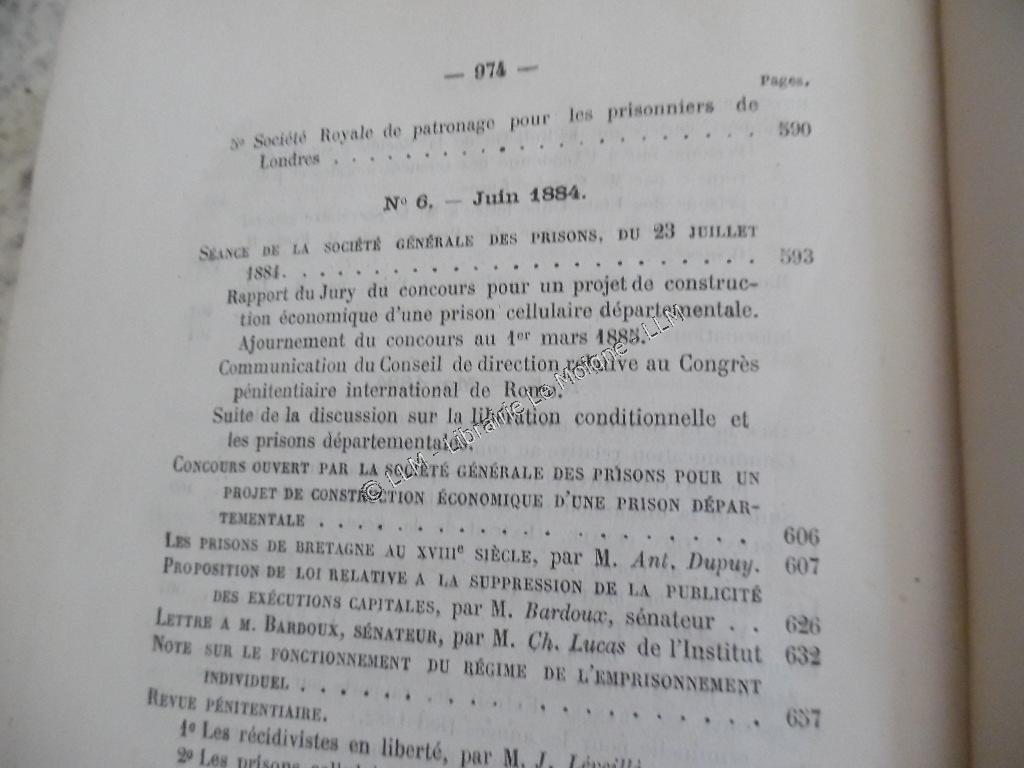 — 974 —
Pages.
5º Société Royale de patronage pour les prisonniers de
Londres . . . . . . . . . . . . . . . 590
Nº 6. — Juin 1884.
SÉANCE DE LA SOCIÉTÉ GÉNÉRALE DES PRISONS, DU 23 JUILLET
1884. . . . . . . . . . . . . . . . . . . . 593
Rapport du Jury du concours pour un projet de construc-
tion économique d'une prison cellulaire départementale.
Ajournement du concours au 1er mars 1885.
Communication du Conseil de direction relative au Congrès
pénitentiaire international de Rome.
Suite de la discussion sur la libération conditionnelle et
les prisons départementales.
CONCOURS OUVERT PAR LA SOCIÉTÉ GÉNÉRALE DES PRISONS POUR UN
PROJET DE CONSTRUCTION ÉCONOMIQUE D'UNE PRISON DÉPAR-
TEMENTALE . . . . . . . . . . . . . . . . 606
LES PRISONS DE BRETAGNE AU XVIIIe SIÈCLE, par M. Ant. Dupuy. 607
PROPOSITION DE LOI RELATIVE A LA SUPPRESSION DE LA PUBLICITÉ
DES EXÉCUTIONS CAPITALES, par M. Bardoux, sénateur . . 626
LETTRE A M. BARDOUX, SÉNATEUR, par M. Ch. Lucas de l'Institut 632
NOTE SUR LE FONCTIONNEMENT DU RÉGIME DE L'EMPRISONNEMENT
INDIVIDUEL . . . . . . . . . . . . . . . . . 637
REVUE PÉNITENTIAIRE.
1º Les récidivistes en liberté, par M. J. Léveillé
2º Les prisons
© LLM - Librairie Le Moigne . LLM